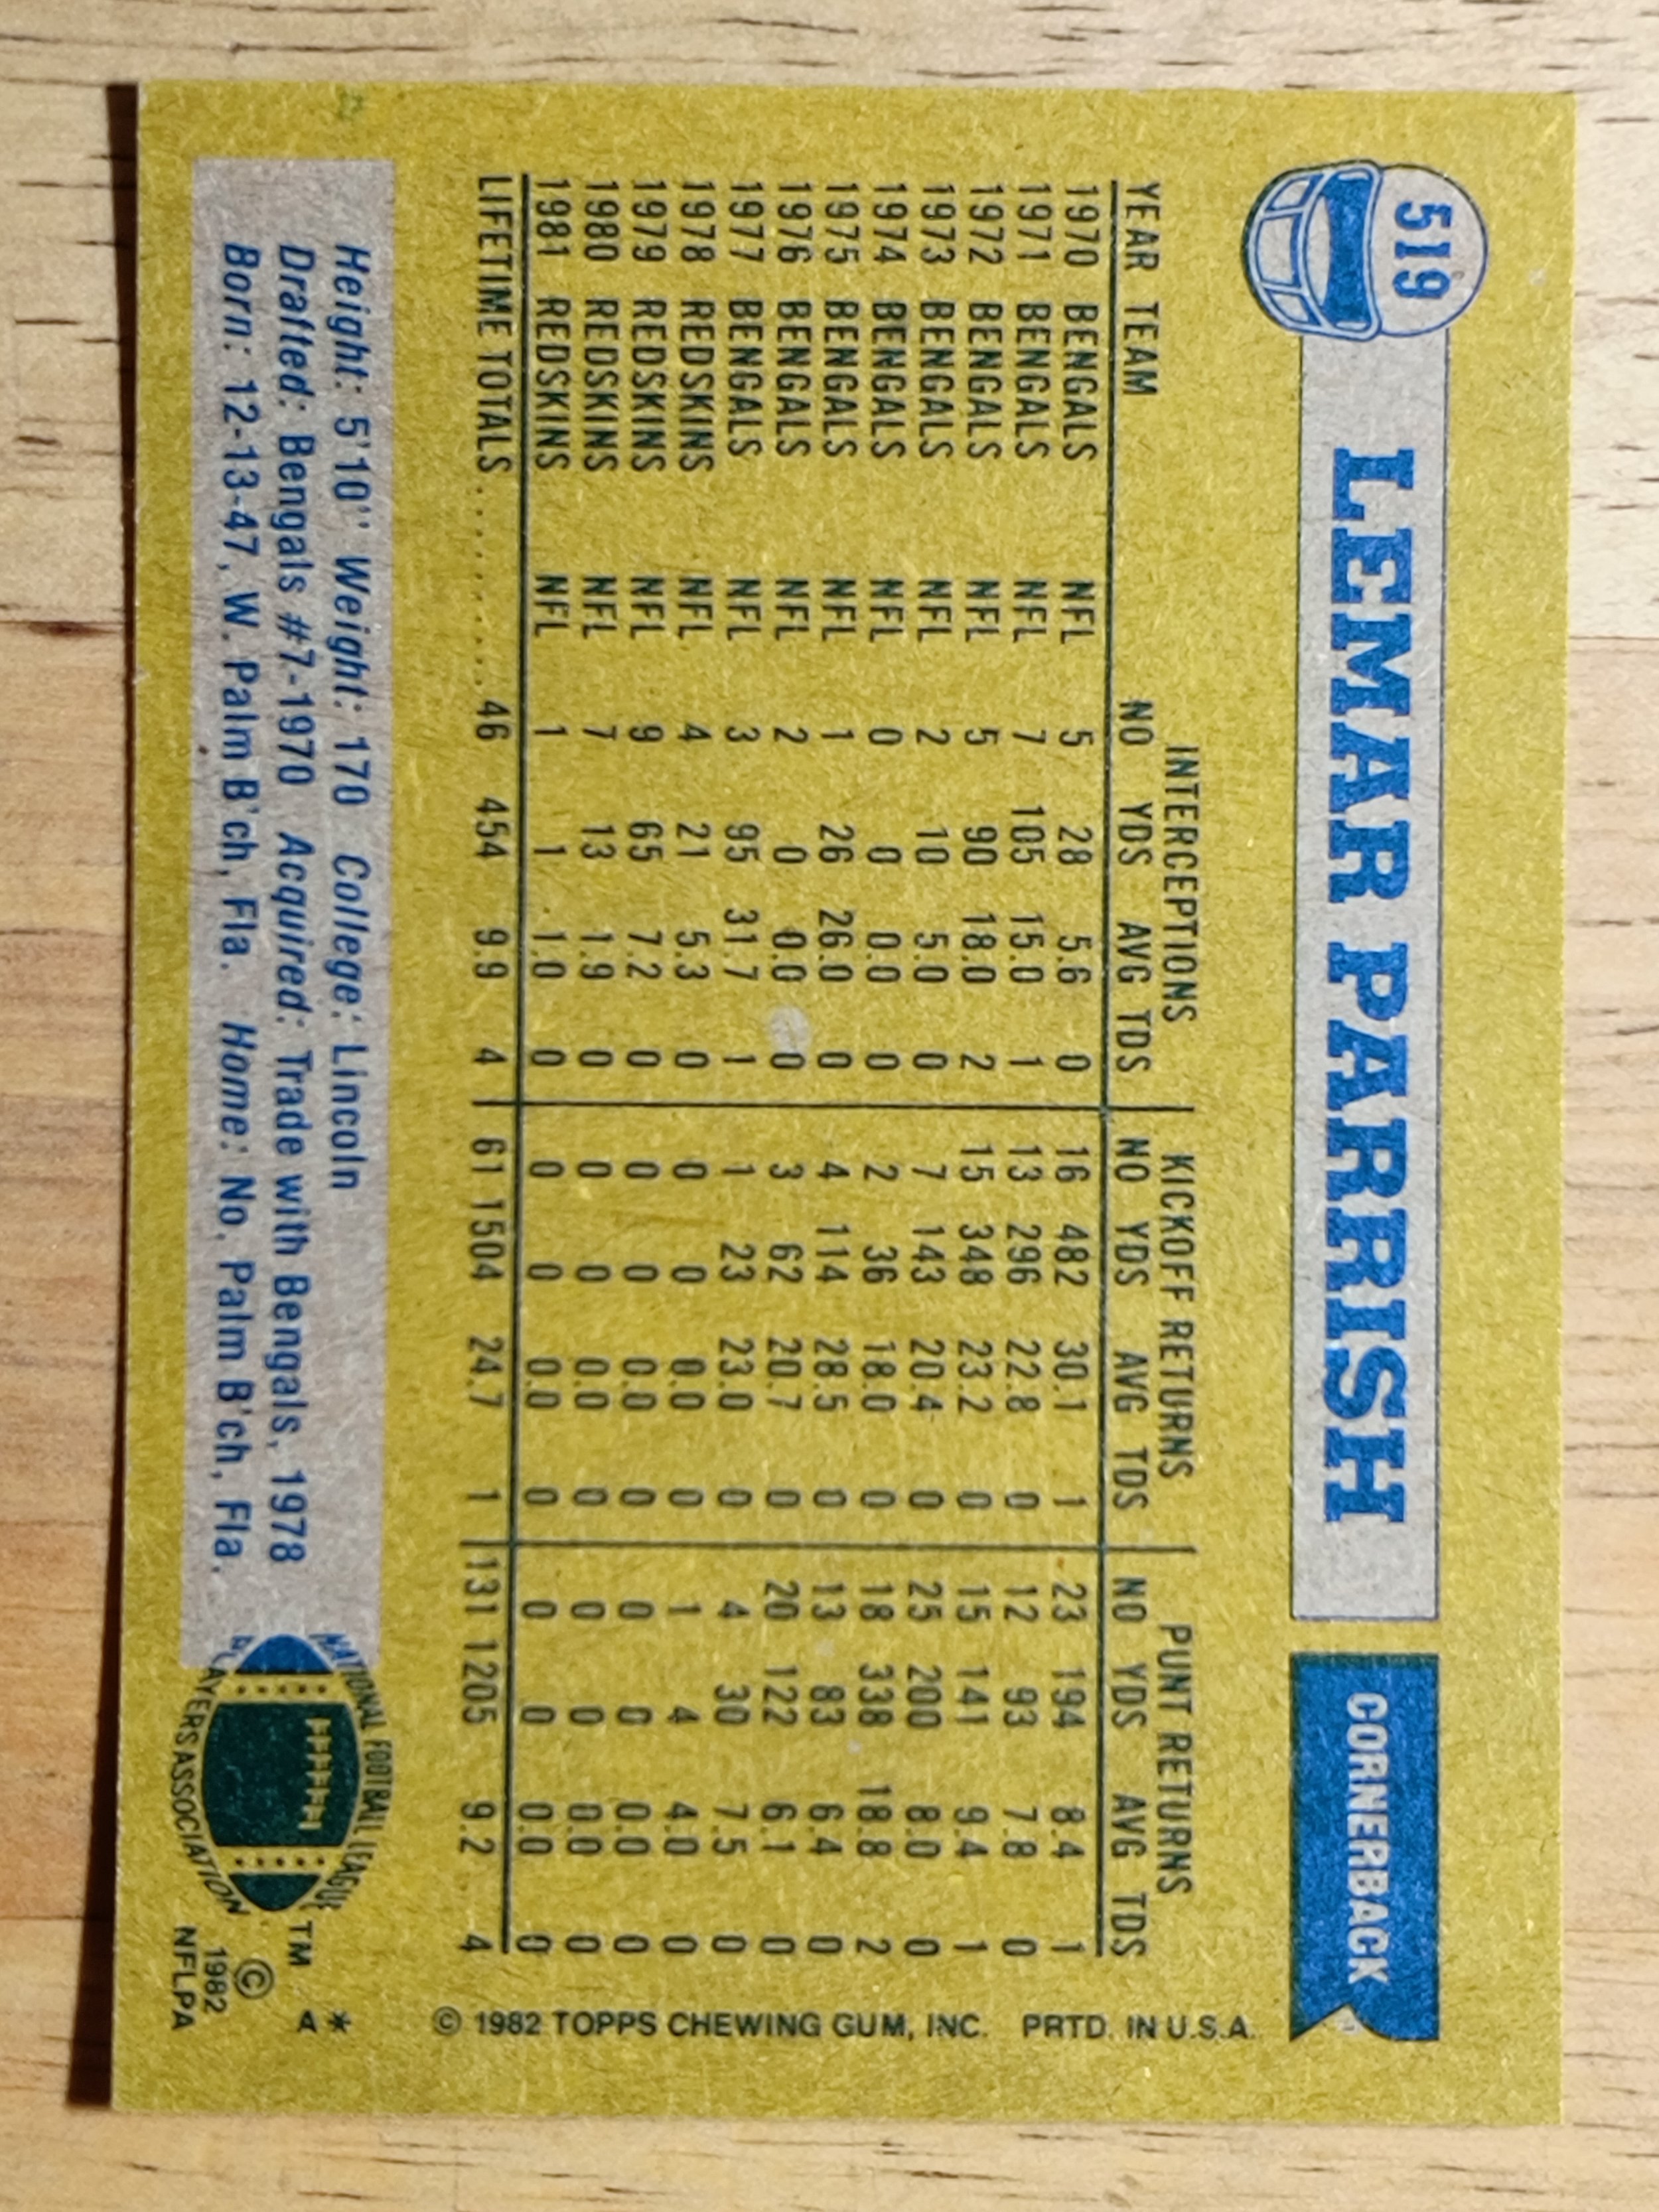 519
LEMAR PARRISH
CORNERBACK
INTERCEPTIONS KICKOFF RETURNS PUNT RETURNS
YEAR TEAM NO YDS AVG TDS NO YDS AVG TDS NO YDS AVG TDS
1970 BENGALS NFL 5 28 5.6 0 16 482 30.1 1 23 194 8.4 1
1971 BENGALS NFL 7 105 15.0 1 13 296 22.8 0 12 93 7.8 0
1972 BENGALS NFL 5 90 18.0 2 15 348 23.2 0 15 141 9.4 1
1973 BENGALS NFL 2 10 5.0 0 7 143 20.4 0 25 200 8.0 0
1974 BENGALS NFL 0 0 0.0 0 2 36 18.0 0 18 338 18.8 2
1975 BENGALS NFL 1 26 26.0 0 4 114 28.5 0 13 83 6.4 0
1976 BENGALS NFL 2 0 0.0 0 3 62 20.7 0 20 122 6.1 0
1977 BENGALS NFL 3 95 31.7 1 1 23 23.0 0 4 30 7.5 0
1978 REDSKINS NFL 4 21 5.3 0 0 0 0.0 0 1 4 4.0 0
1979 REDSKINS NFL 9 65 7.2 0 0 0 0.0 0 0 0 0.0 0
1980 REDSKINS NFL 7 13 1.9 0 0 0 0.0 0 0 0 0.0 0
1981 REDSKINS NFL 1 1 1.0 0 0 0 0.0 0 0 0 0.0 0
LIFETIME TOTALS.......... 46 454 9.9 4 61 1504 24.7 1 131 1205 9.2 4
Height: 5'10" Weight: 170 College: Lincoln
Drafted: Bengals #7-1970 Acquired: Trade with Bengals, 1978
Born: 12-13-47, W. Palm B'ch, Fla. Home: No. Palm B'ch, Fla.
NATIONAL FOOTBALL LEAGUE
PLAYERS ASSOCIATION
TM
©
1982
NFLPA
A *
© 1982 TOPPS CHEWING GUM, INC. PRTD. IN U.S.A.